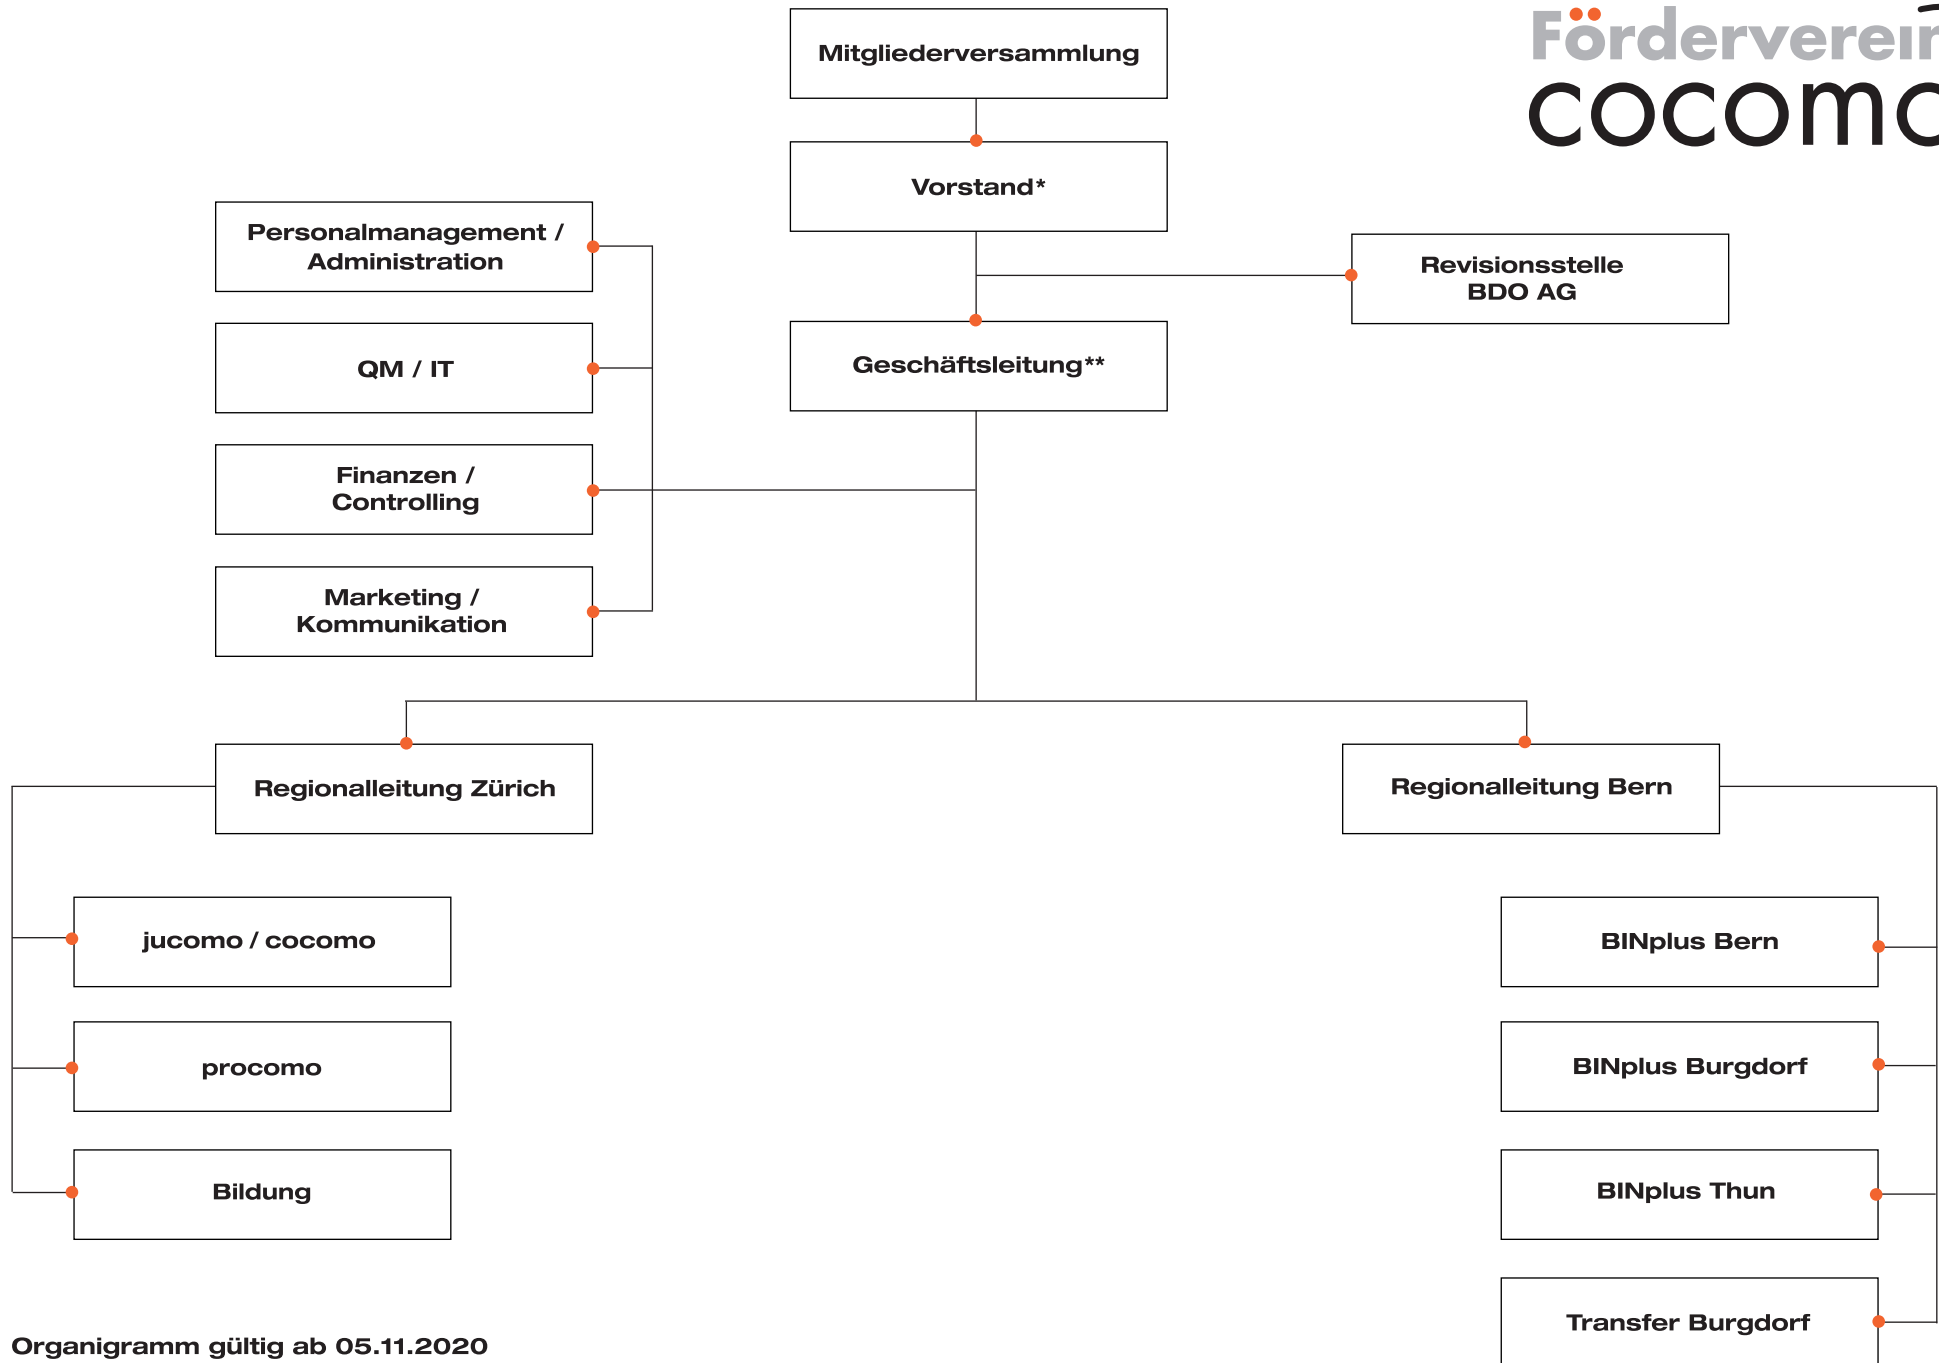 Mitgliederversammlung
Förderverein
cocomo
Vorstand*
Personalmanagement /
Administration
Revisionsstelle
BDO AG
QM / IT
Geschäftsleitung**
Finanzen /
Controlling
Marketing /
Kommunikation
Regionalleitung Zürich
Regionalleitung Bern
jucomo / cocomo
BINplus Bern
procomo
BINplus Burgdorf
Bildung
BINplus Thun
Transfer Burgdorf
Organigramm gültig ab 05.11.2020